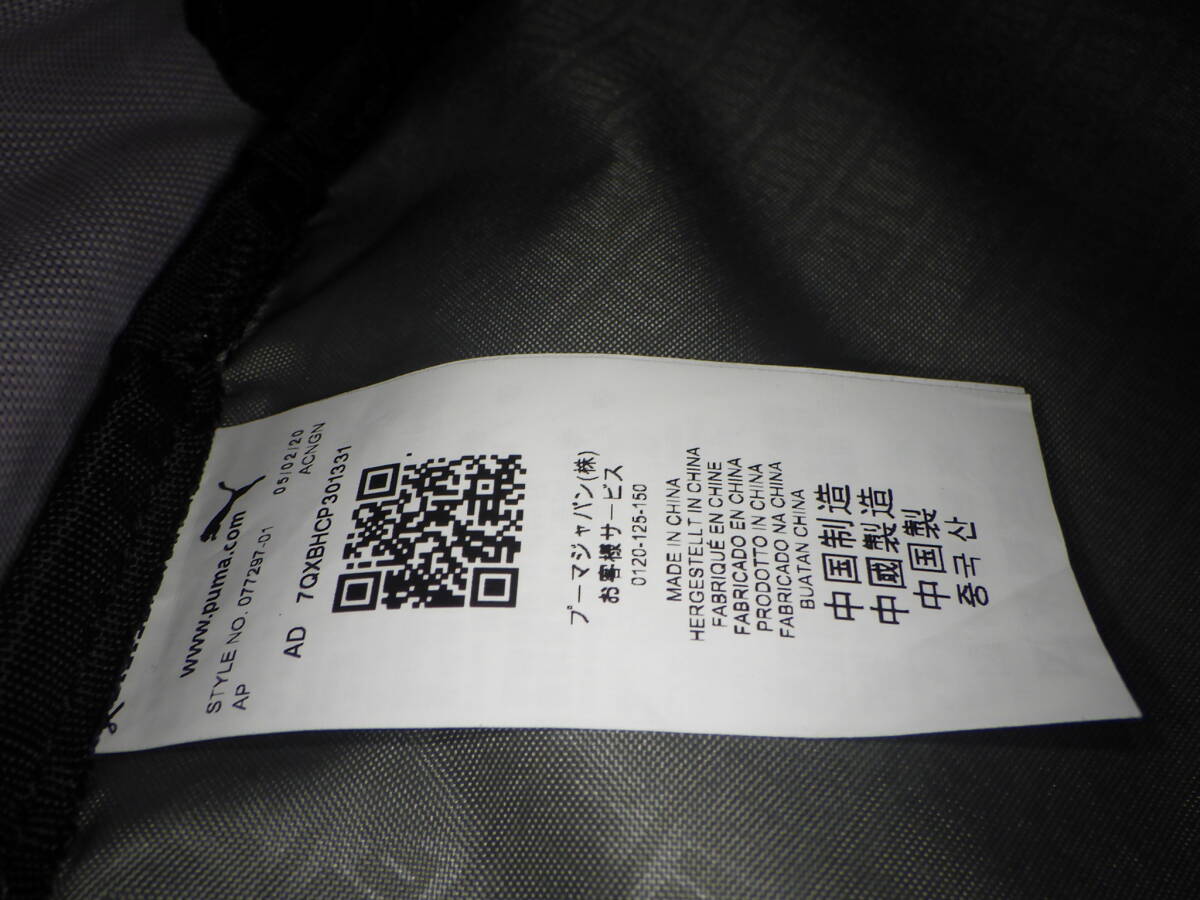 www.puma.com
STYLE NO. 077297-01
05/02/20
AP
ACNGN
AD 7QXBHCP301331
プーマジャパン(株)
お客様サービス
0120-125-150
MADE IN CHINA
HERGESTELLT IN CHINA
FABRIQUÉ EN CHINE
FABRICADO EN CHINA
PRODOTTO IN CHINA
FABRICADO NA CHINA
BUATAN CHINA
中国制造
中國製造
中国製
중국 산